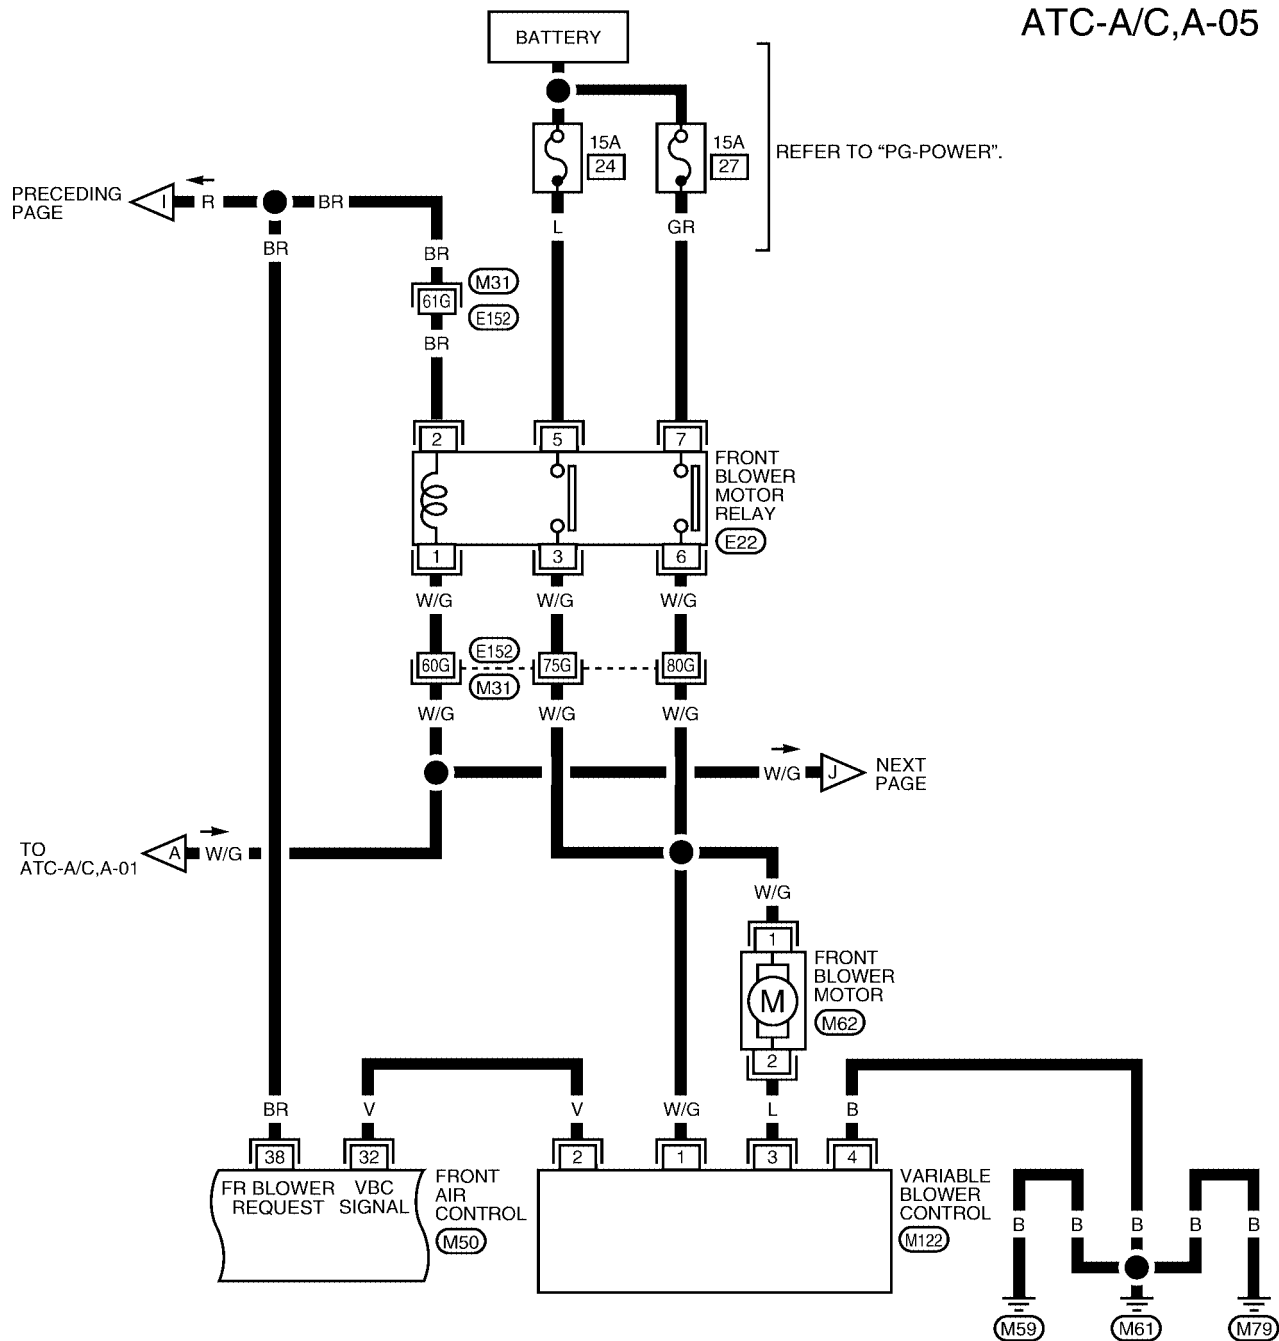 ATC-A/C,A-05
BATTERY
15A
24
15A
27
REFER TO “PG-POWER”.
PRECEDING
PAGE
I
R
BR
BR
L
GR
BR
61G
M31
E152
BR
2
5
7
FRONT
BLOWER
MOTOR
RELAY
E22
1
3
6
W/G
W/G
W/G
60G
E152
M31
75G
80G
W/G
W/G
W/G
W/G
J
NEXT
PAGE
TO
ATC-A/C,A-01
A
W/G
W/G
1
FRONT
BLOWER
MOTOR
M62
M
2
BR
V
V
W/G
L
B
38
32
2
1
3
4
FR BLOWER
REQUEST
VBC
SIGNAL
FRONT
AIR
CONTROL
M50
VARIABLE
BLOWER
CONTROL
M122
B
B
B
B
B
M59
M61
M79